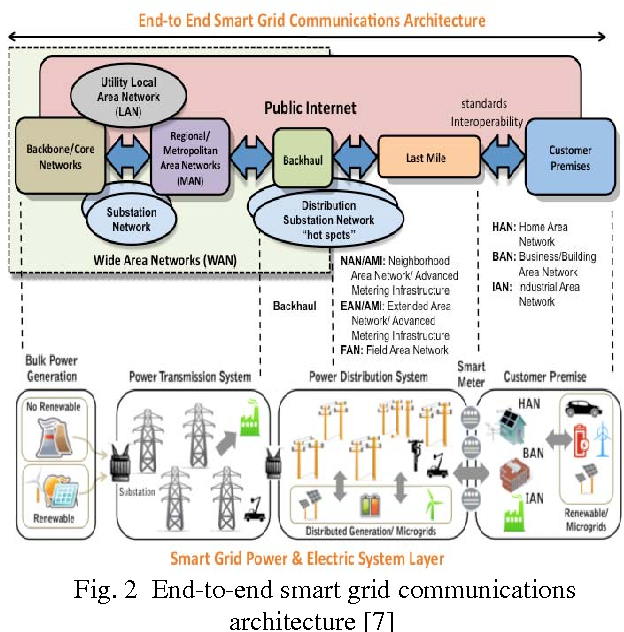 End-to End Smart Grid Communications Architecture
Utility Local
Area Network
(LAN)
Public Internet
standards
Interoperability
Backbone/Core
Networks
Regional/
Metropolitan
Area Networks
(MAN)
Backhaul
Last Mile
Customer
Premises
Substation
Network
Distribution
Substation Network
"hot spots"
Wide Area Networks (WAN)
HAN: Home Area
Network
BAN: Business/Building
Area Network
IAN: Industrial Area
Network
Backhaul
NAN/AMI: Neighborhood
Area Network/ Advanced
Metering Infrastructure
EAN/AMI: Extended Area
Network/ Advanced
Metering Infrastructure
FAN: Field Area Network
Bulk Power
Generation
Power Transmission System
Power Distribution System
Smart
Meter
Customer Premise
No Renewable
Renewable
Substation
Distributed Generation/ Microgrids
HAN
BAN
IAN
Renewable/
Microgrids
Smart Grid Power & Electric System Layer
Fig. 2 End-to-end smart grid communications
architecture [7]